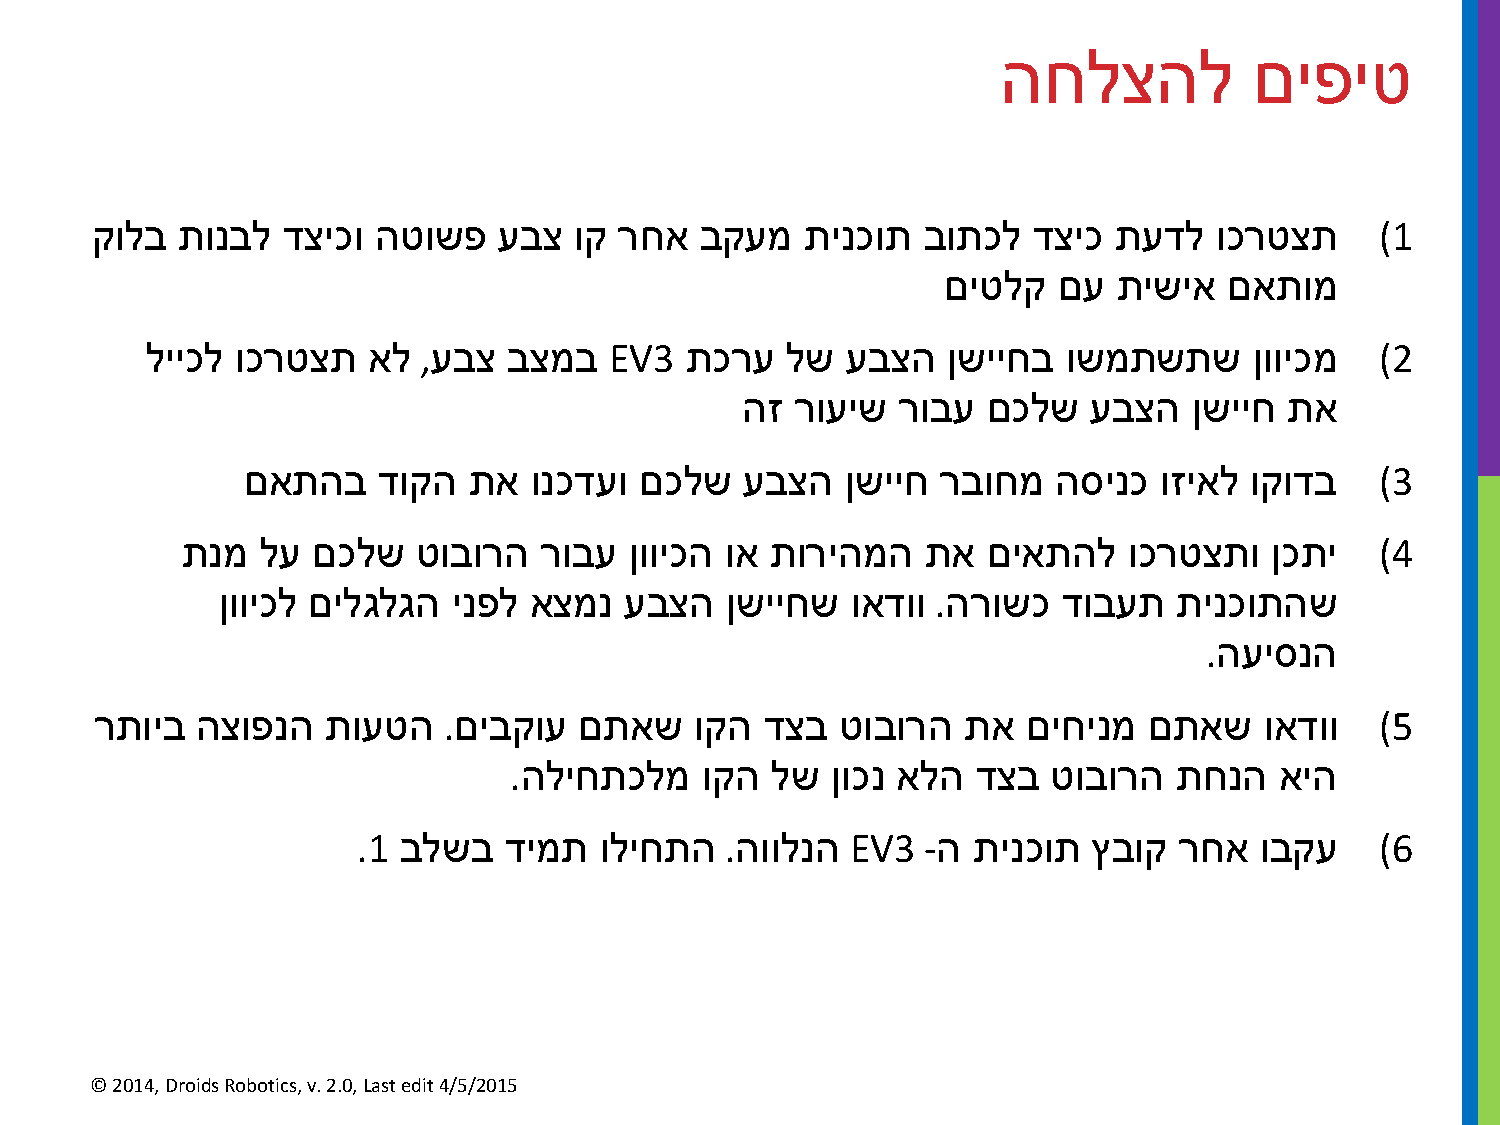 טיפים להצלחה
1) תצטרכו לדעת כיצד לכתוב תוכנית מעקב אחר קו צבע פשוטה וכיצד לבנות בלוק
מותאם אישית עם קלטים
2) מכיוון שתשתמשו בחיישן הצבע של ערכת EV3 במצב צבע, לא תצטרכו לכייל
את חיישן הצבע שלכם עבור שיעור זה
3) בדוקו לאיזו כניסה מחובר חיישן הצבע שלכם ועדכנו את הקוד בהתאם
4) יתכן ותצטרכו להתאים את המהירות או הכיוון עבור הרובוט שלכם על מנת
שהתוכנית תעבוד כשורה. וודאו שחיישן הצבע נמצא לפני הגלגלים לכיוון
הנסיעה.
5) וודאו שאתם מניחים את הרובוט בצד הקו שאתם עוקבים. הטעות הנפוצה ביותר
היא הנחת הרובוט בצד הלא נכון של הקו מלכתחילה.
6) עקבו אחר קובץ תוכנית ה- EV3 הנלווה. התחילו תמיד בשלב 1.
© 2014, Droids Robotics, v. 2.0, Last edit 4/5/2015